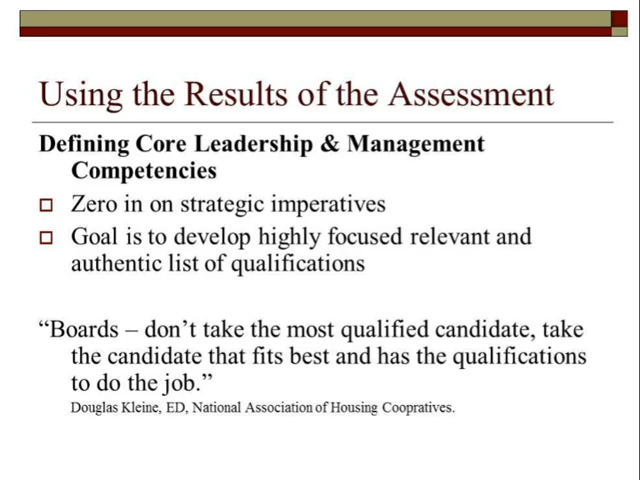 Using the Results of the Assessment
Defining Core Leadership & Management
Competencies
Zero in on strategic imperatives
Goal is to develop highly focused relevant and
authentic list of qualifications
“Boards – don’t take the most qualified candidate, take
the candidate that fits best and has the qualifications
to do the job.”
Douglas Kleine, ED, National Association of Housing Coopratives.